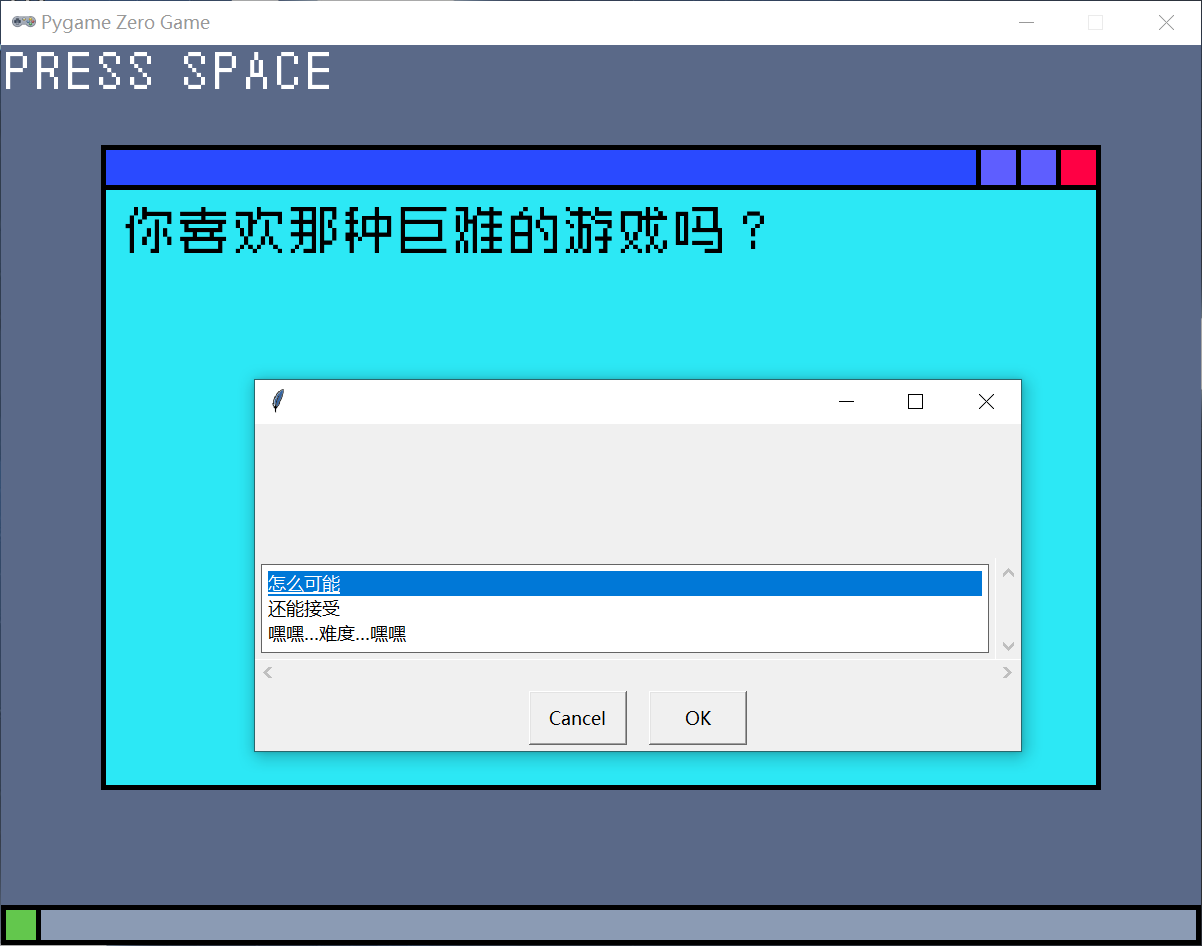 Pygame Zero Game
PRESS SPACE
你喜欢那种巨难的游戏吗？
怎么可能
还能接受
嘿嘿...难度...嘿嘿
Cancel
OK